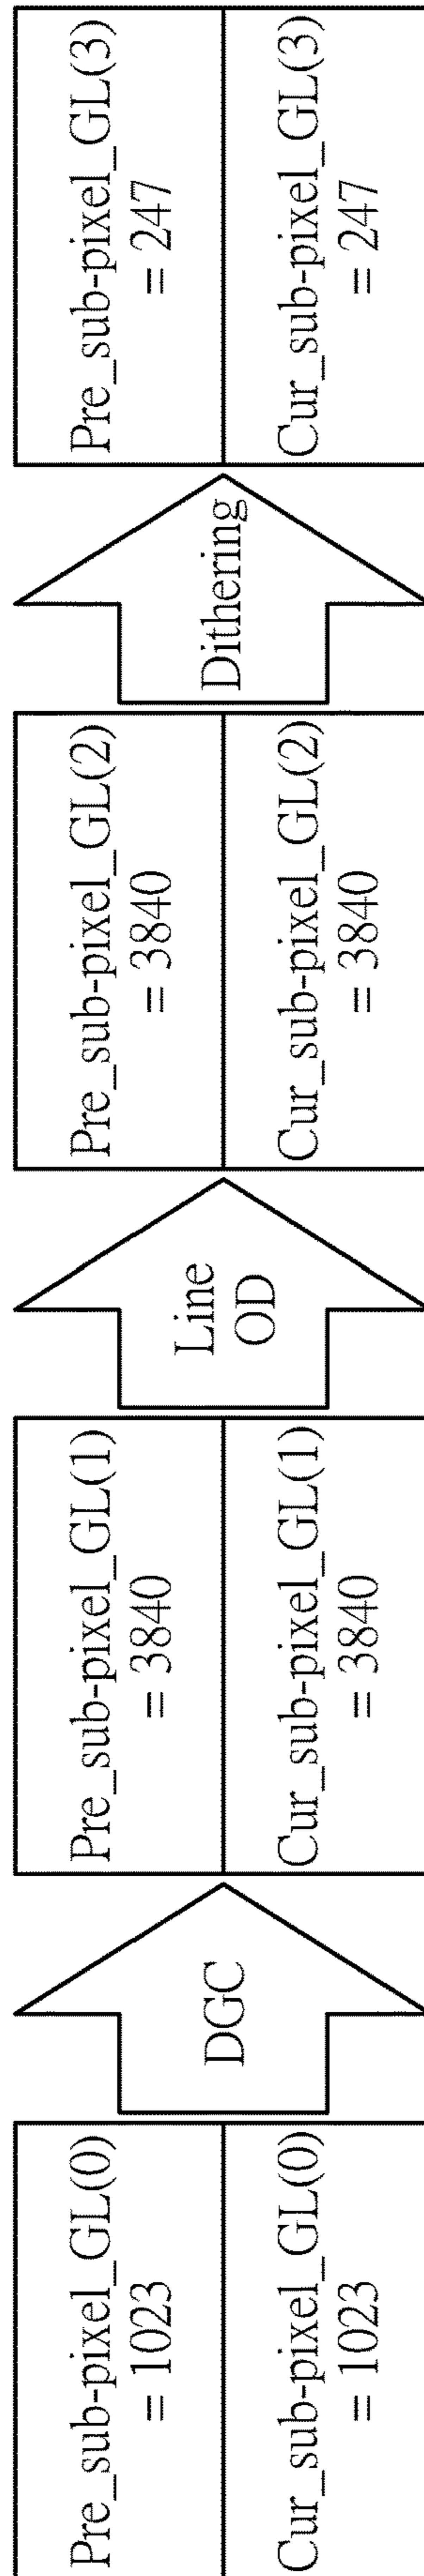 Pre_sub-pixel_GL(0)
= 1023
Cur_sub-pixel_GL(0)
= 1023
DGC
Pre_sub-pixel_GL(1)
= 3840
Cur_sub-pixel_GL(1)
= 3840
Line
OD
Pre_sub-pixel_GL(2)
= 3840
Cur_sub-pixel_GL(2)
= 3840
Dithering
Pre_sub-pixel_GL(3)
= 247
Cur_sub-pixel_GL(3)
= 247